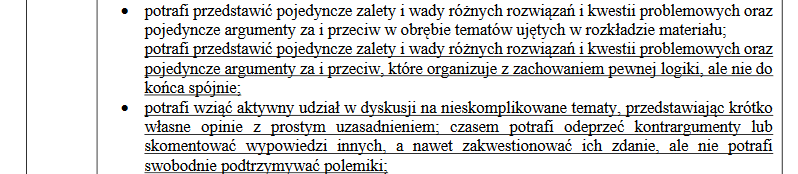 • potrafi przedstawić pojedyncze zalety i wady różnych rozwiązań i kwestii problemowych oraz
pojedyncze argumenty za i przeciw w obrębie tematów ujętych w rozkładzie materiału;
potrafi przedstawić pojedyncze zalety i wady różnych rozwiązań i kwestii problemowych oraz
pojedyncze argumenty za i przeciw, które organizuje z zachowaniem pewnej logiki, ale nie do
końca spójnie;
• potrafi wziąć aktywny udział w dyskusji na nieskomplikowane tematy, przedstawiając krótko
własne opinie z prostym uzasadnieniem; czasem potrafi odeprzeć kontrargumenty lub
skomentować wypowiedzi innych, a nawet zakwestionować ich zdanie, ale nie potrafi
swobodnie podtrzymywać polemiki;